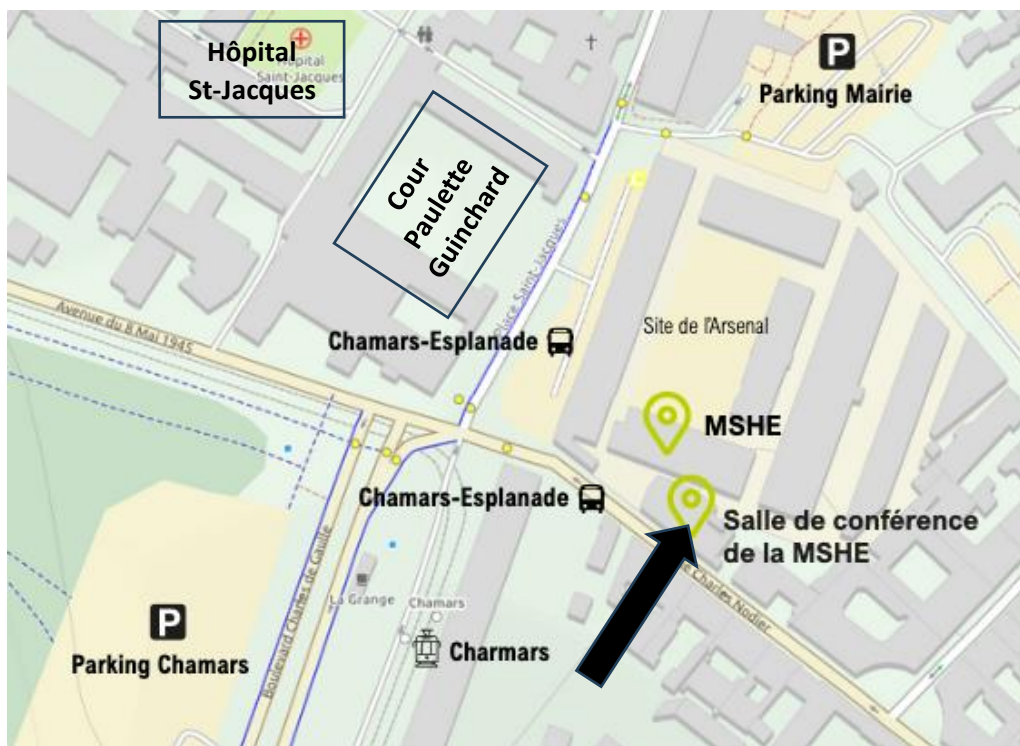 Hôpital
St-Jacques
Hôpital
Saint-Jacques
P
Parking Mairie
Cour
Paulette
Guinchard
Place Saint-Jacques
Avenue du 8 Mai 1945
Site de l'Arsenal
Chamars-Esplanade
MSHE
Chamars-Esplanade
Salle de conférence
de la MSHE
Charles Nodier
Boulevard Charles de Gaulle
La Grange
Chamars
P
Parking Chamars
Charmars